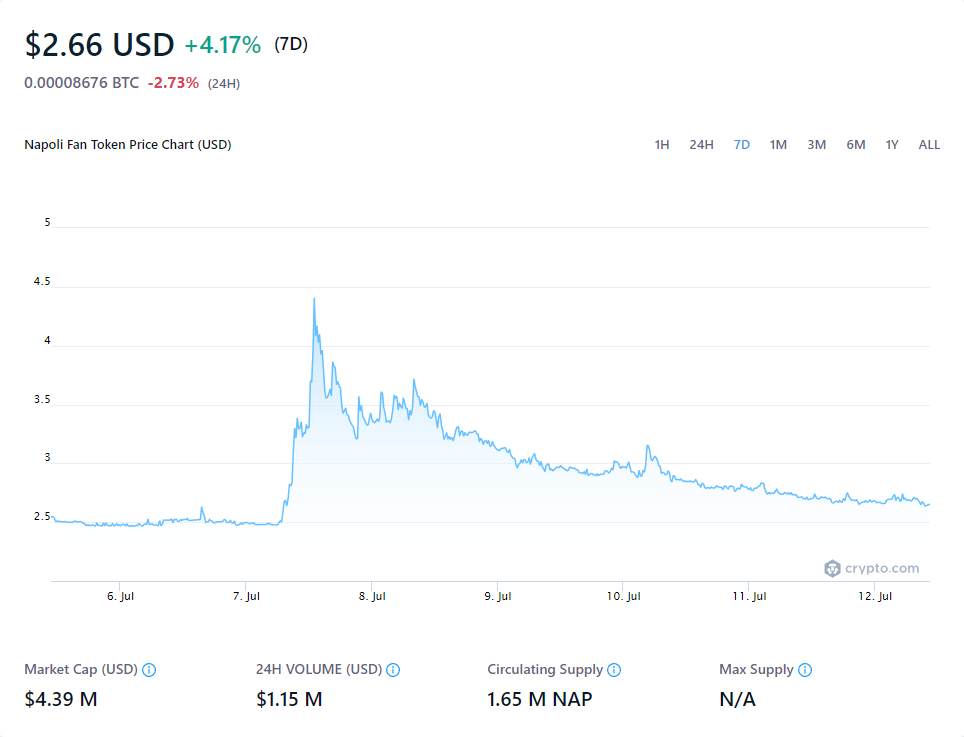 $2.66 USD +4.17% (7D)
0.00008676 BTC -2.73% (24H)
Napoli Fan Token Price Chart (USD) 1H 24H 7D 1M 3M 6M 1Y ALL
5
4.5
4
3.5
3
2.5
crypto.com
6. Jul 7. Jul 8. Jul 9. Jul 10. Jul 11. Jul 12. Jul
Market Cap (USD) 24H VOLUME (USD) Circulating Supply Max Supply
$4.39 M $1.15 M 1.65 M NAP N/A